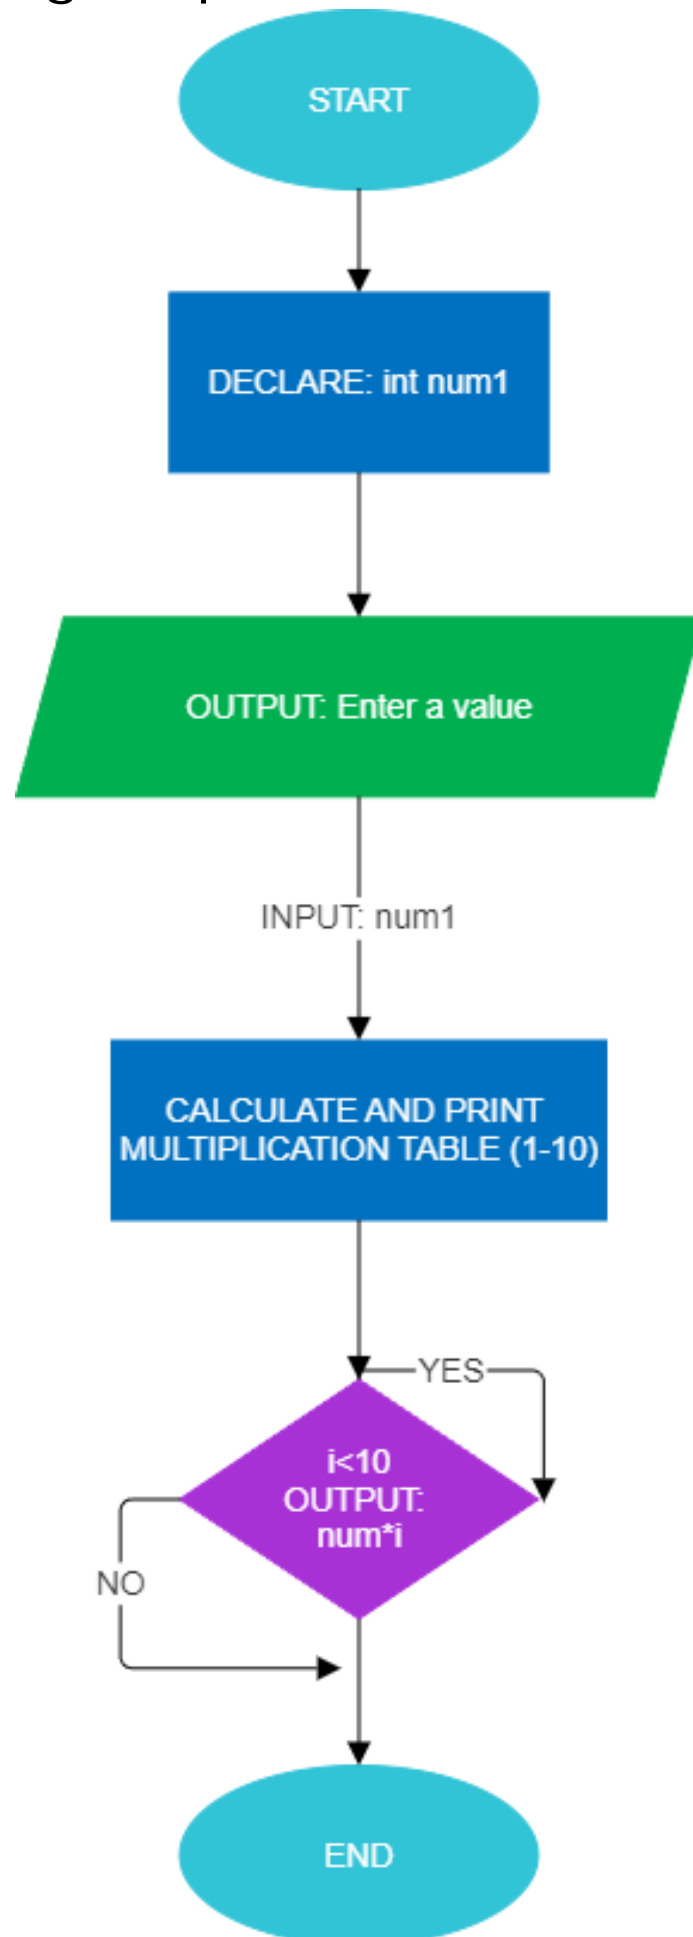 START
DECLARE: int num1
OUTPUT: Enter a value
INPUT: num1
CALCULATE AND PRINT
MULTIPLICATION TABLE (1-10)
YES
i<10
OUTPUT:
num*i
NO
END